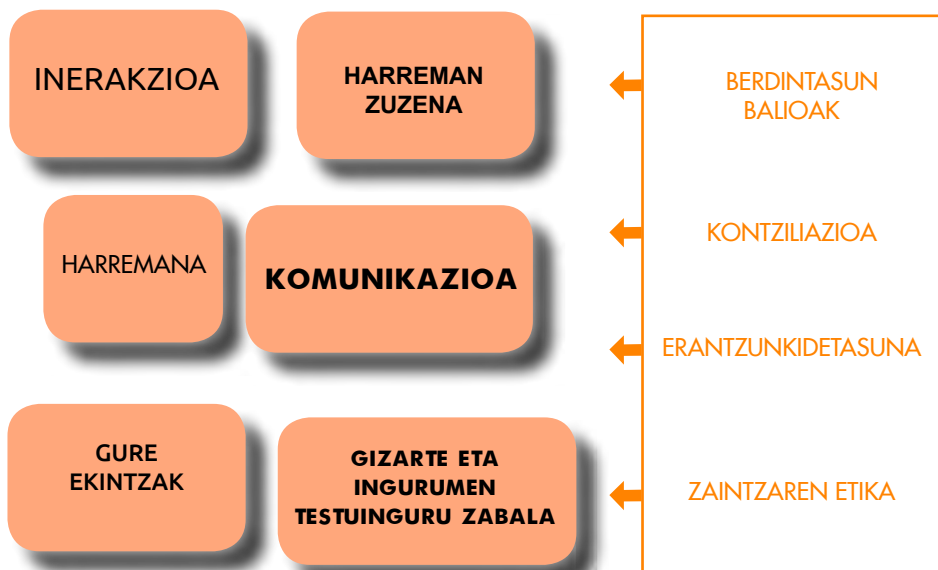 INERAKZIOA
HARREMAN
ZUZENA
BERDINTASUN
BALIOAK
HARREMANA
KOMUNIKAZIOA
KONTZILIAZIOA
ERANTZUNKIDETASUNA
GURE
EKINTZAK
GIZARTE ETA
INGURUMEN
TESTUINGURU ZABALA
ZAINTZAREN ETIKA